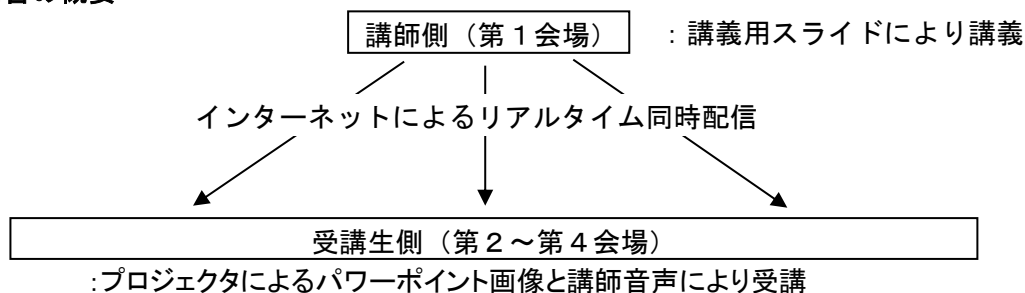 講師側（第１会場）　：講義用スライドにより講義
インターネットによるリアルタイム同時配信
受講生側（第２～第４会場）
:プロジェクタによるパワーポイント画像と講師音声により受講